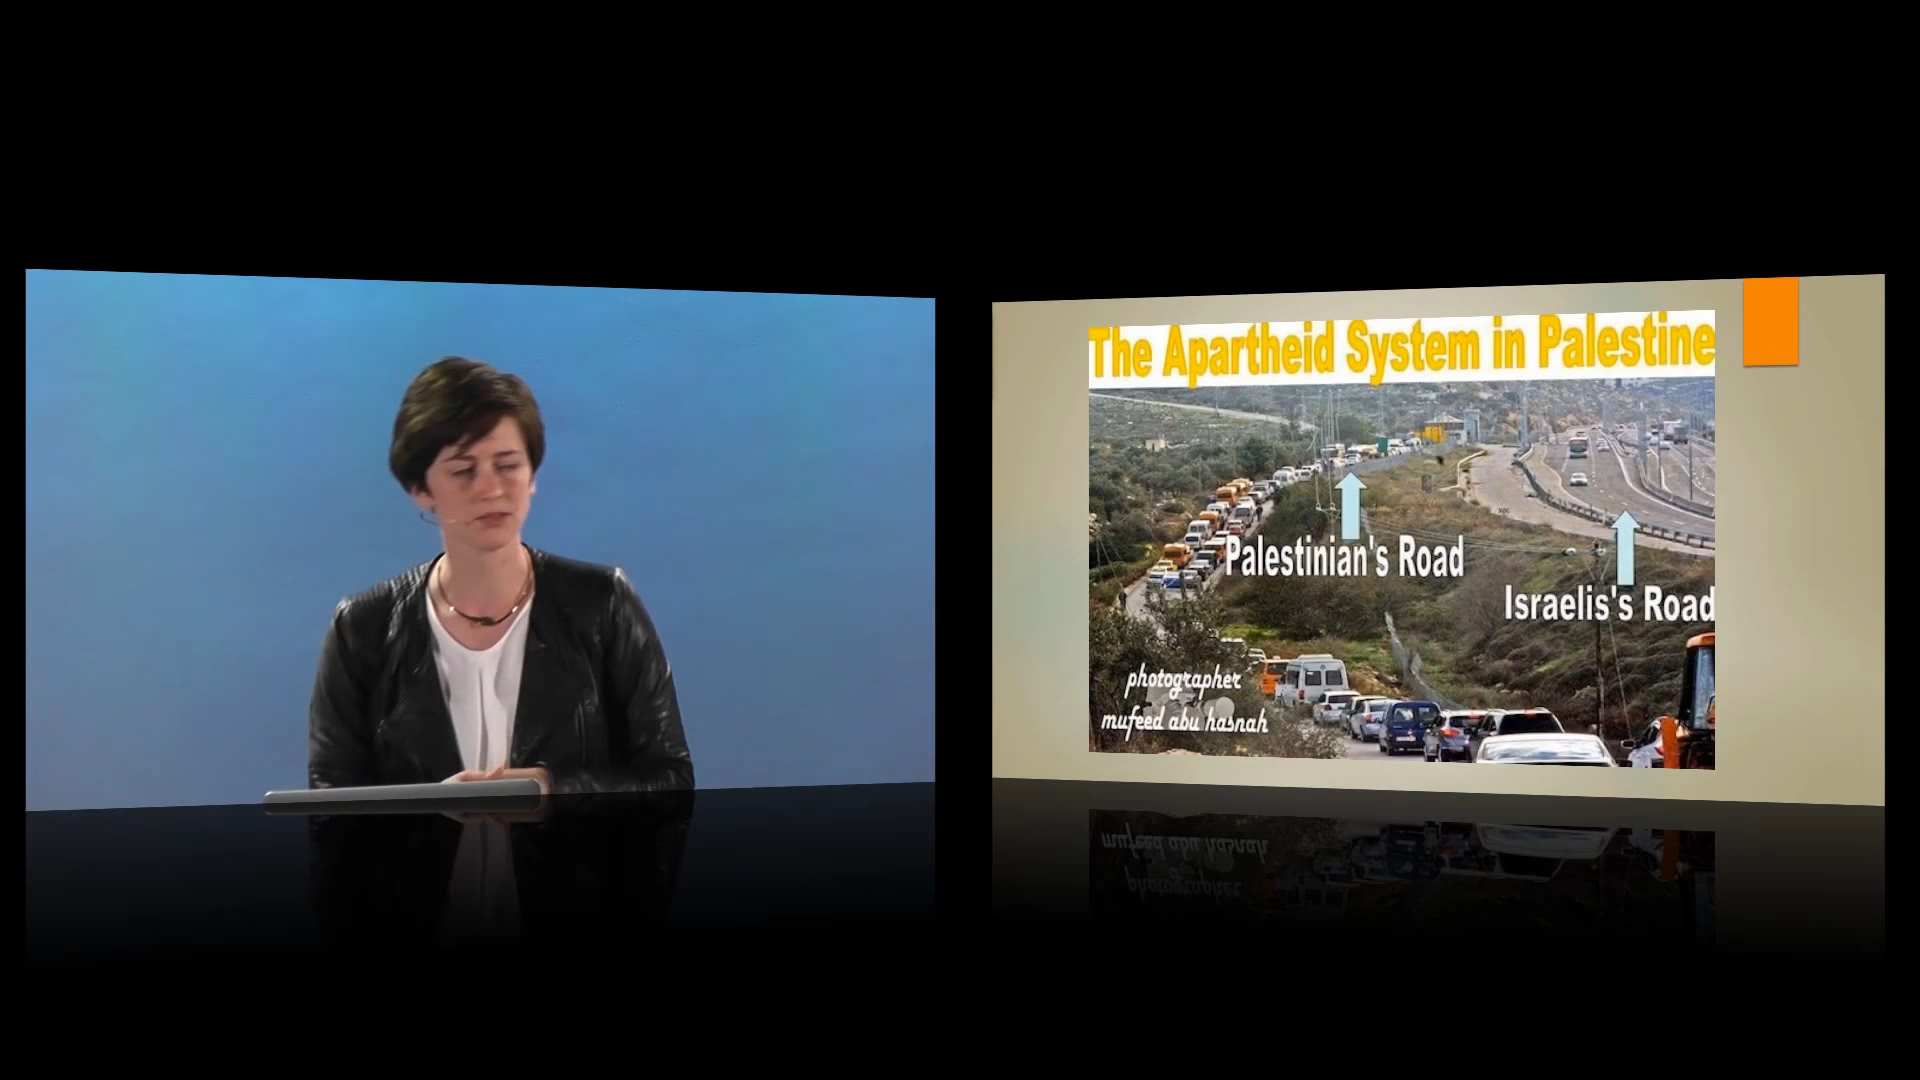 The Apartheid System in Palestine
Palestinian's Road
Israelis's Road
photographer
mufeed abu hasnah